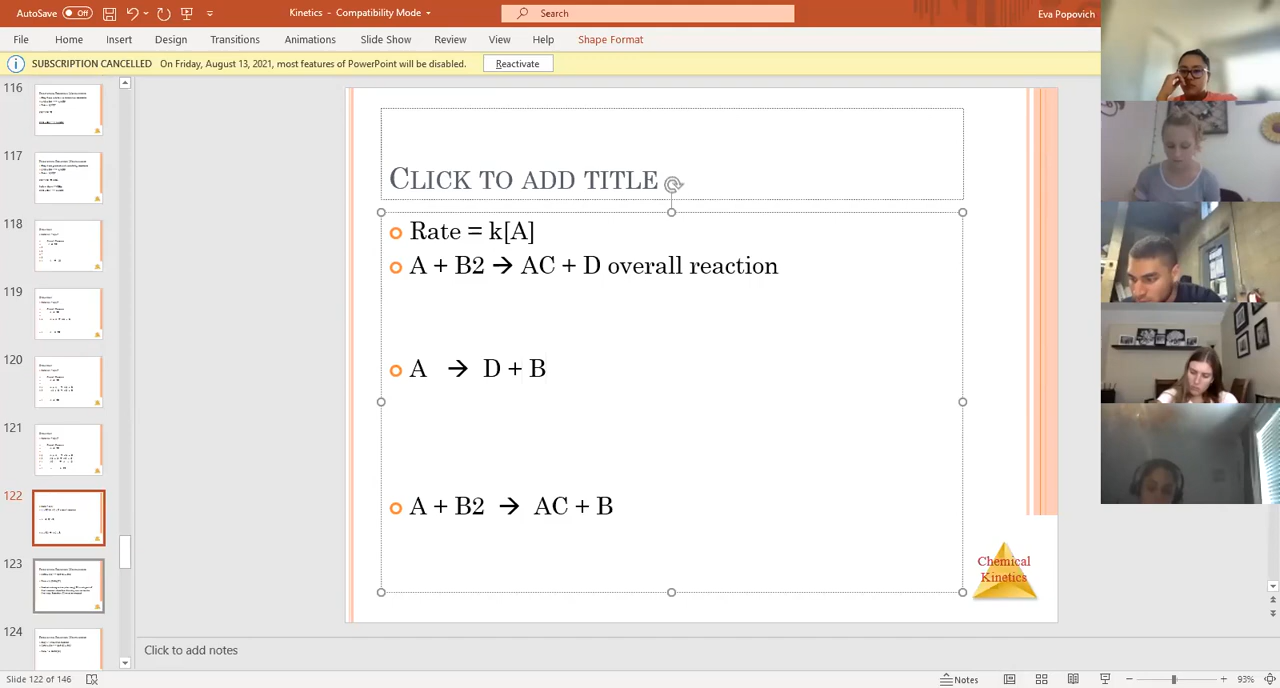 AutoSave Off Kinetics - Compatibility Mode Search Eva Popovich
File Home Insert Design Transitions Animations Slide Show Review View Help Shape Format
SUBSCRIPTION CANCELLED On Friday, August 13, 2021, most features of PowerPoint will be disabled. Reactivate
116
117
118
119
120
121
122
123
124
CLICK TO ADD TITLE
Rate = k[A]
A + B2 → AC + D overall reaction
A → D + B
A + B2 → AC + B
Chemical
Kinetics
Click to add notes
Slide 122 of 146 Notes 93%